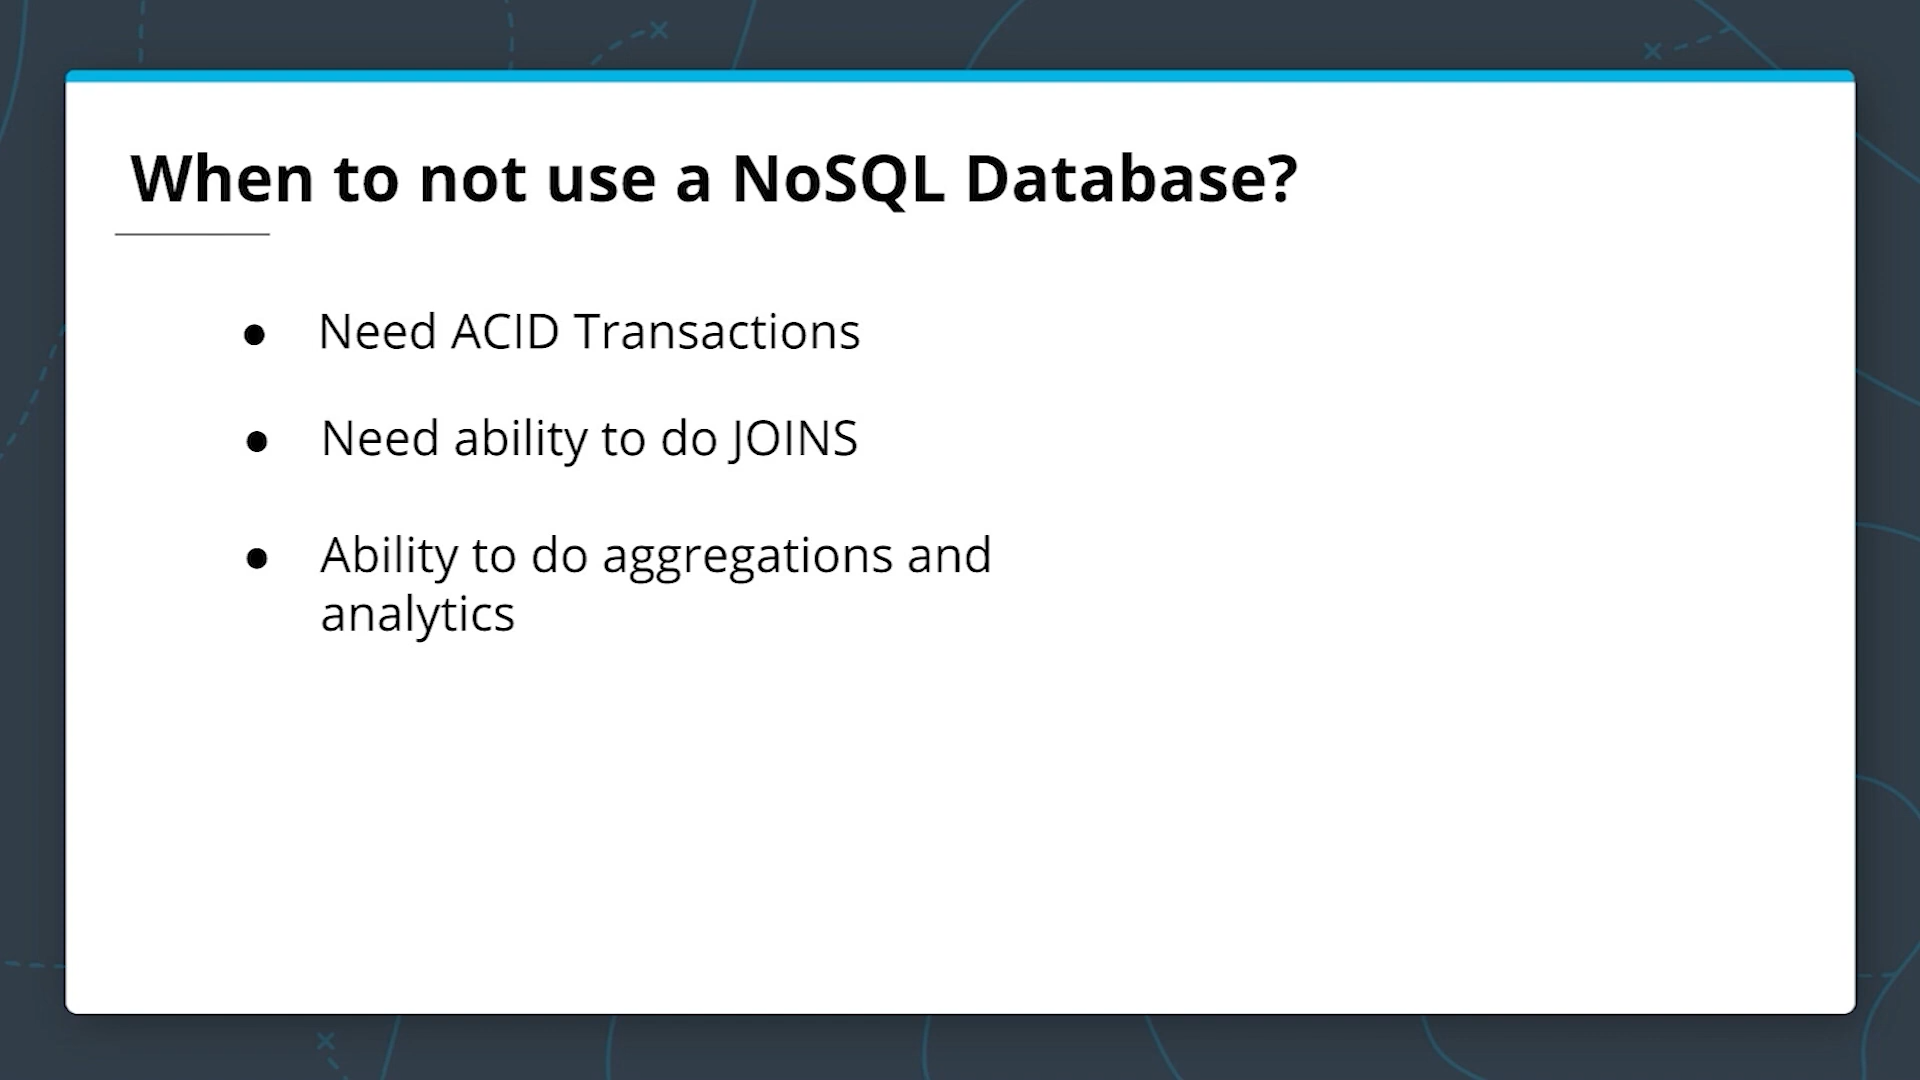 When to not use a NoSQL Database?
● Need ACID Transactions
● Need ability to do JOINS
● Ability to do aggregations and
analytics